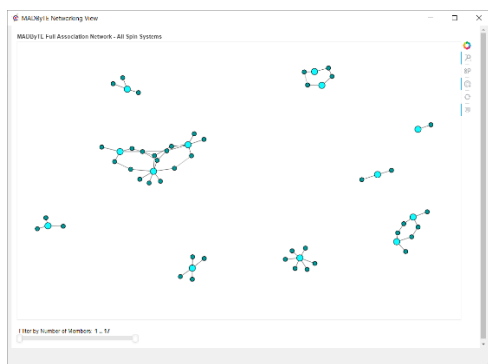 MADByTE Networking View
MADByTE Full Association Network - All Spin Systems
Filter by Number of Members: 1 .. 17